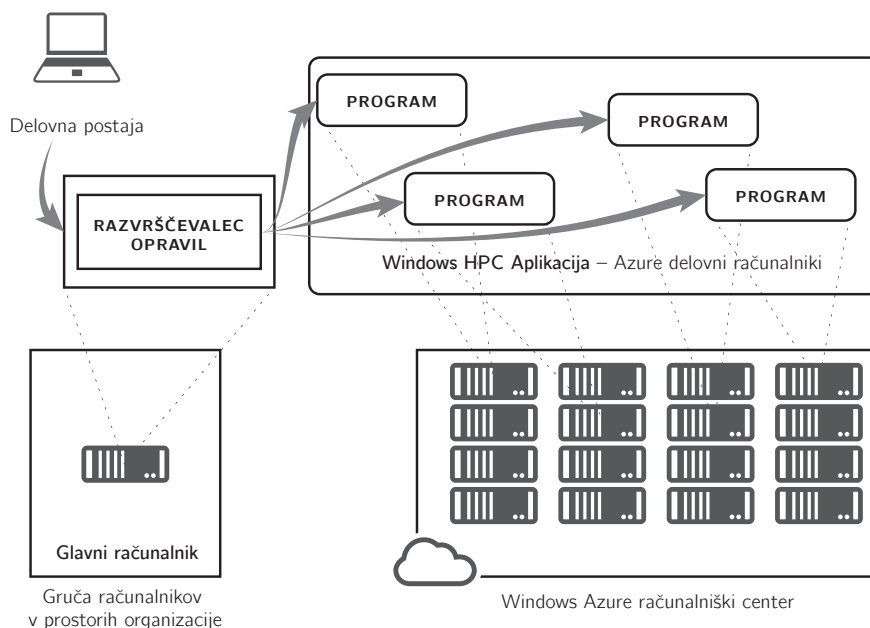 Delovna postaja
RAZVRŠČEVALEC
OPRAVIL
PROGRAM
PROGRAM
PROGRAM
PROGRAM
Windows HPC Aplikacija – Azure delovni računalniki
Glavni računalnik
Gruča računalnikov
v prostorih organizacije
Windows Azure računalniški center